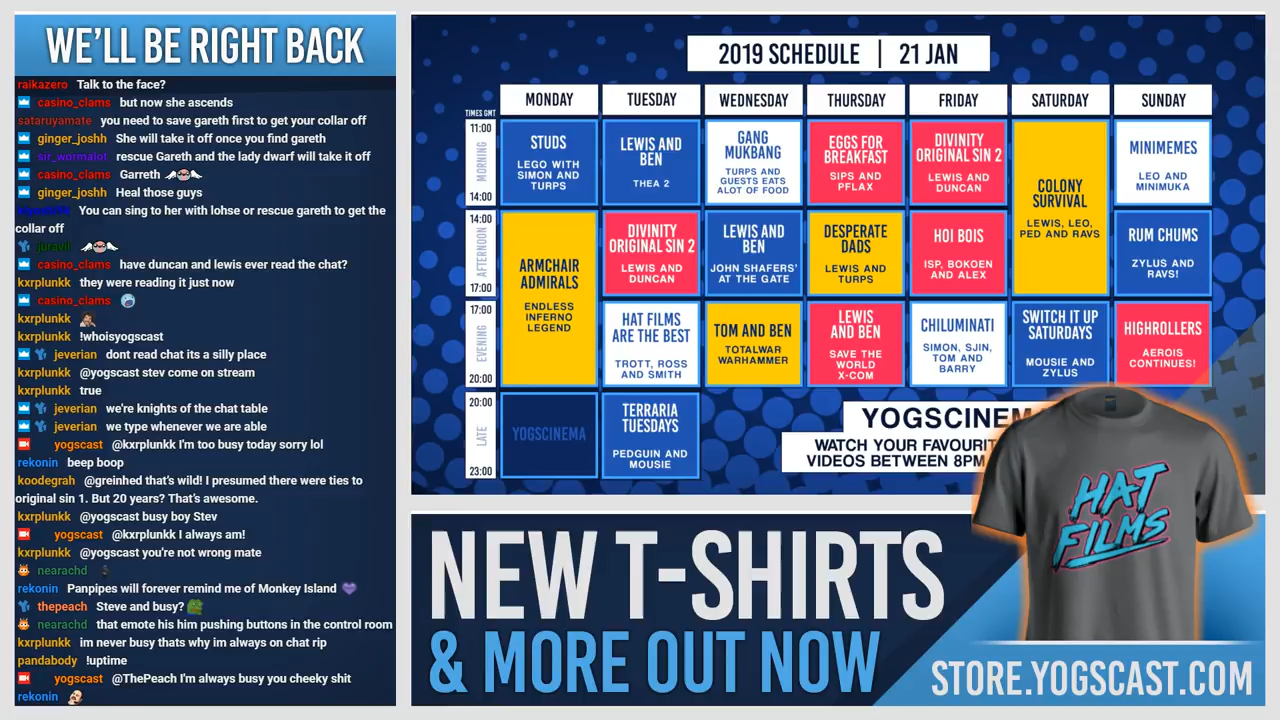 WE'LL BE RIGHT BACK
raikazero Talk to the face?
casino_clams but now she ascends
sataruyamate you need to save gareth first to get your collar off
ginger_joshh She will take it off once you find gareth
sir_wormalot rescue Gareth and the lady dwarf will take it off
casino_clams Garreth
ginger_joshh Heal those guys
You can sing to her with lohse or rescue gareth to get the
collar off
juravil
casino_clams have duncan and lewis ever read the chat?
kxrplunkk they were reading it just now
casino_clams
kxrplunkk
kxrplunkk !whoisyogscast
jeverian dont read chat its a silly place
kxrplunkk @yogscast stev come on stream
kxrplunkk true
jeverian we're knights of the chat table
jeverian we type whenever we are able
yogscast @kxrplunkk I'm too busy today sorry lol
rekonin beep boop
koodegrah @greinhed that's wild! I presumed there were ties to
original sin 1. But 20 years? That's awesome.
kxrplunkk @yogscast busy boy Stev
yogscast @kxrplunkk I always am!
kxrplunkk @yogscast you're not wrong mate
nearachd
rekonin Panpipes will forever remind me of Monkey Island
thepeach Steve and busy?
nearachd that emote his him pushing buttons in the control room
kxrplunkk im never busy thats why im always on chat rip
pandabody !uptime
yogscast @ThePeach I'm always busy you cheeky shit
rekonin
2019 SCHEDULE | 21 JAN
TIMES GMT
MONDAY
TUESDAY
WEDNESDAY
THURSDAY
FRIDAY
SATURDAY
SUNDAY
11:00
MORNING
14:00
STUDS
LEGO WITH
SIMON AND
TURPS
LEWIS AND
BEN
THEA 2
GANG
MUKBANG
TURPS AND
GUESTS EATS
ALOT OF FOOD
EGGS FOR
BREAKFAST
SIPS AND
PFLAX
DIVINITY
ORIGINAL SIN 2
LEWIS AND
DUNCAN
COLONY
SURVIVAL
LEWIS, LEO,
PED AND RAVS
MINIMEMES
LEO AND
MINIMUKA
14:00
AFTERNOON
17:00
ARMCHAIR
ADMIRALS
ENDLESS
INFERNO
LEGEND
DIVINITY
ORIGINAL SIN 2
LEWIS AND
DUNCAN
LEWIS AND
BEN
JOHN SHAFERS'
AT THE GATE
DESPERATE
DADS
LEWIS AND
TURPS
HOI BOIS
ISP, BOKOEN
AND ALEX
RUM CHUMS
ZYLUS AND
RAVS!
17:00
EVENING
20:00
HAT FILMS
ARE THE BEST
TROTT, ROSS
AND SMITH
TOM AND BEN
TOTALWAR
WARHAMMER
LEWIS
AND BEN
SAVE THE
WORLD
X-COM
CHILUMINATI
SIMON, SJIN,
TOM AND
BARRY
SWITCH IT UP
SATURDAYS
MOUSIE AND
ZYLUS
HIGHROLLERS
AEROIS
CONTINUES!
20:00
LATE
23:00
YOGSCINEMA
TERRARIA
TUESDAYS
PEDGUIN AND
MOUSIE
YOGSCINEM
WATCH YOUR FAVOURIT
VIDEOS BETWEEN 8PM
HAT
FILMS
NEW T-SHIRTS
& MORE OUT NOW
STORE.YOGSCAST.COM